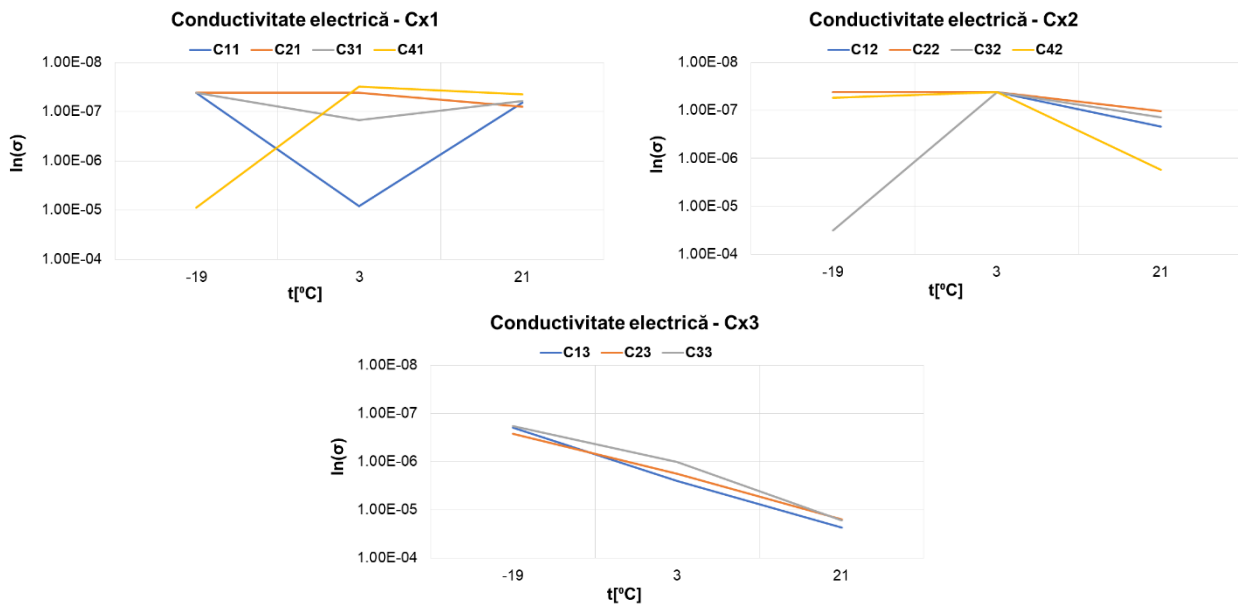 Conductivitate electrică - Cx1
C11 C21 C31 C41
1.00E-08
1.00E-07
1.00E-06
1.00E-05
1.00E-04
ln(σ)
-19 3 21
t[ºC]
Conductivitate electrică - Cx2
C12 C22 C32 C42
1.00E-08
1.00E-07
1.00E-06
1.00E-05
1.00E-04
ln(σ)
-19 3 21
t[ºC]
Conductivitate electrică - Cx3
C13 C23 C33
1.00E-08
1.00E-07
1.00E-06
1.00E-05
1.00E-04
ln(σ)
-19 3 21
t[ºC]